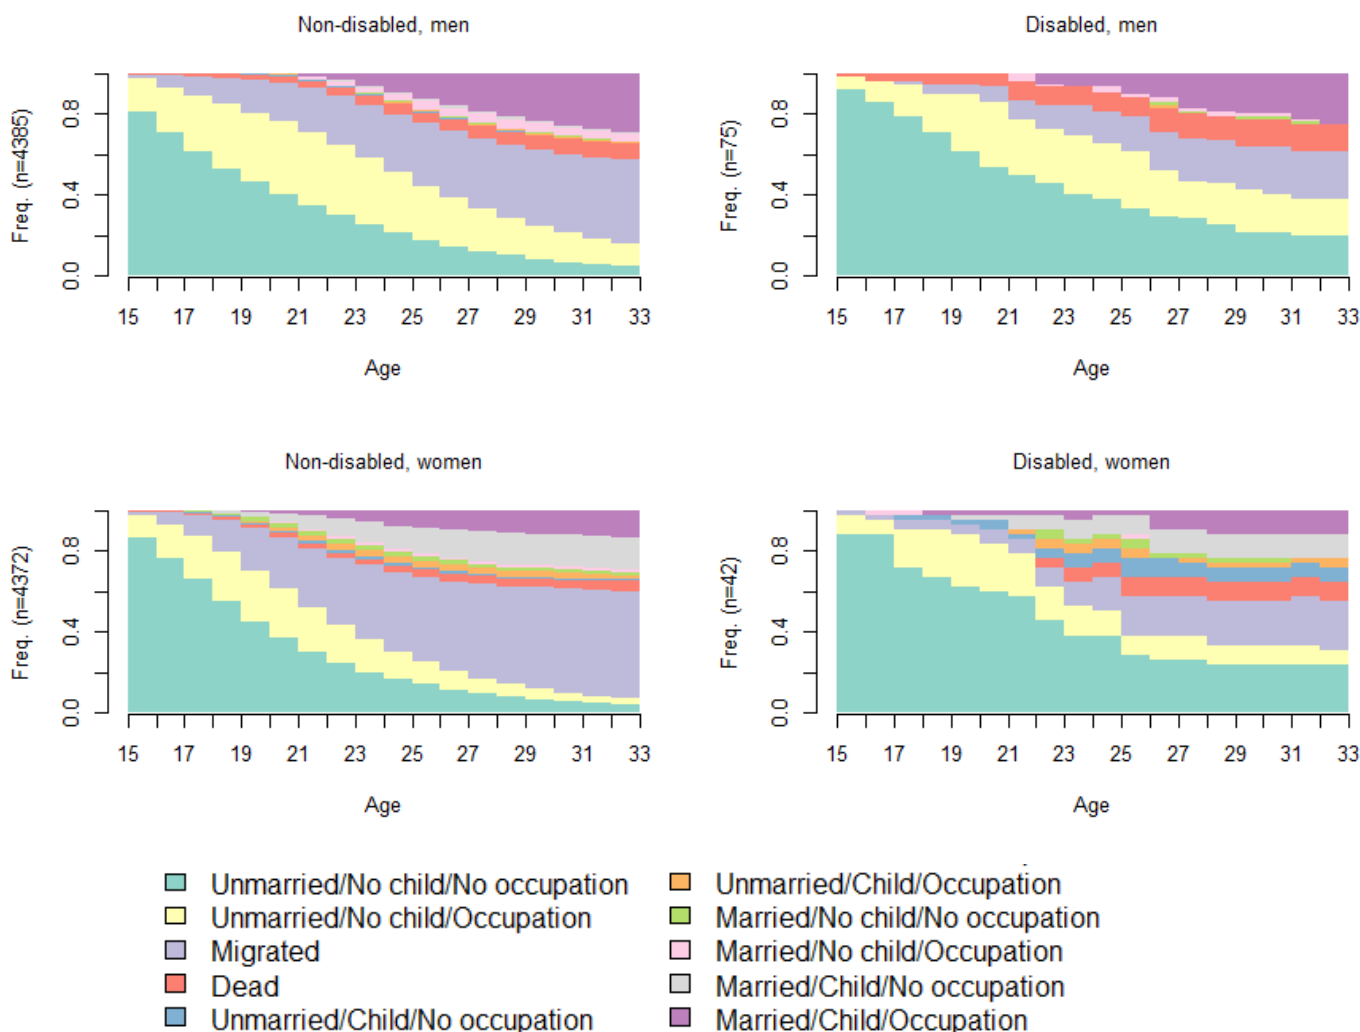 Non-disabled, men
Disabled, men
Freq. (n=4385)
0.0 0.4 0.8
15 17 19 21 23 25 27 29 31 33
Age
Freq. (n=75)
0.0 0.4 0.8
15 17 19 21 23 25 27 29 31 33
Age
Non-disabled, women
Disabled, women
Freq. (n=4372)
0.0 0.4 0.8
15 17 19 21 23 25 27 29 31 33
Age
Freq. (n=42)
0.0 0.4 0.8
15 17 19 21 23 25 27 29 31 33
Age
Unmarried/No child/No occupation
Unmarried/No child/Occupation
Migrated
Dead
Unmarried/Child/No occupation
Unmarried/Child/Occupation
Married/No child/No occupation
Married/No child/Occupation
Married/Child/No occupation
Married/Child/Occupation